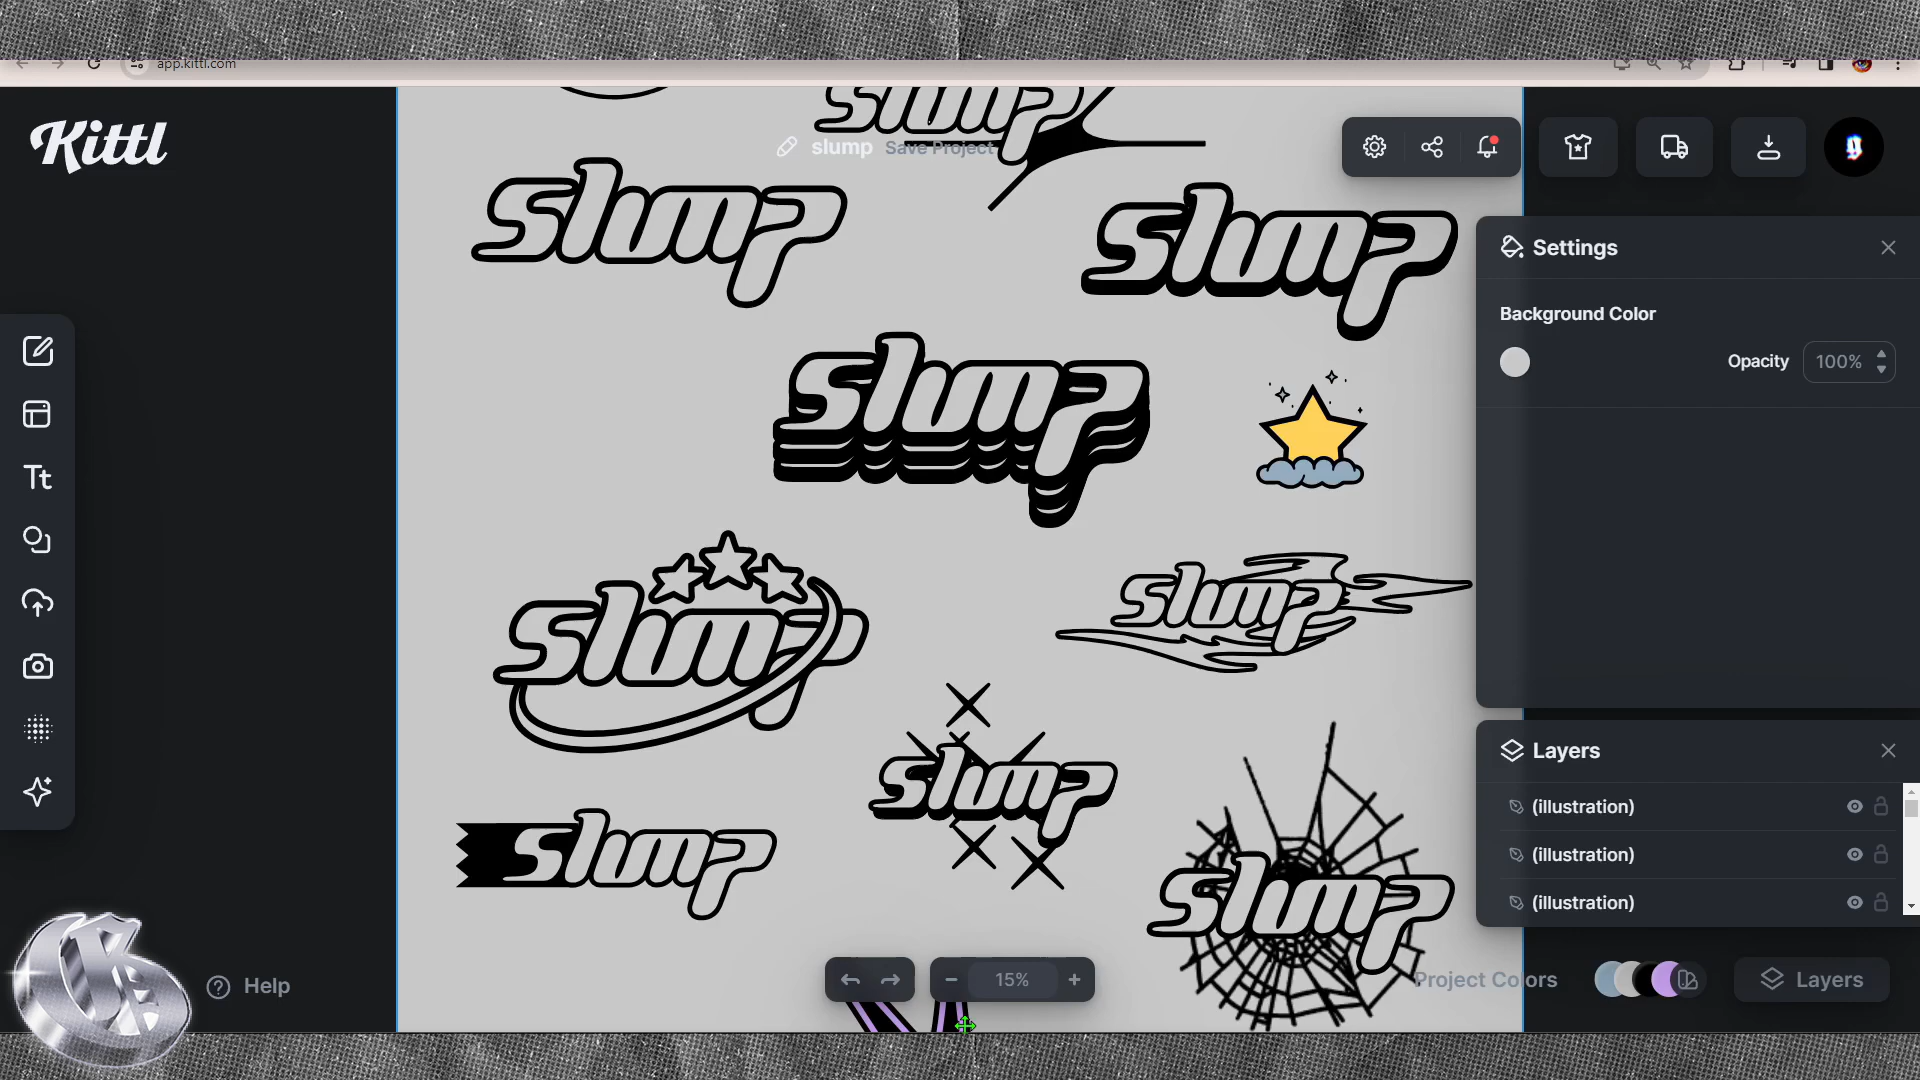 app.kittl.com
Kittl
slump
slump
Save Project
slump
slump
Settings
Background Color
Opacity
100%
slump
slump
slump
Layers
(illustration)
(illustration)
(illustration)
slump
slump
slump
Help
15%
Project Colors
Layers